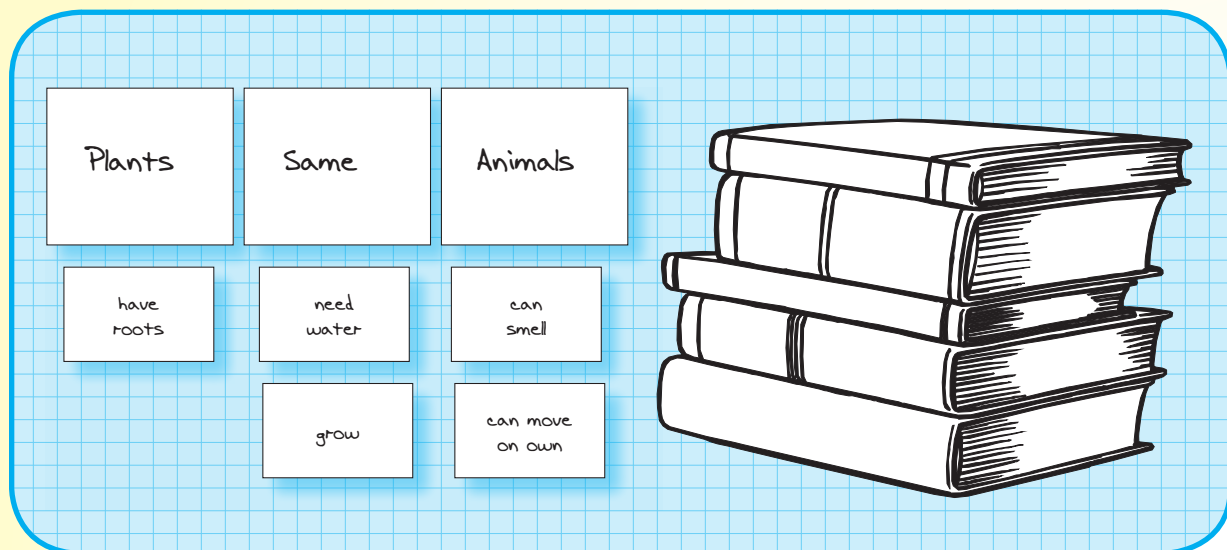 Plants
Same
Animals
have
roots
need
water
can
smell
grow
can move
on own